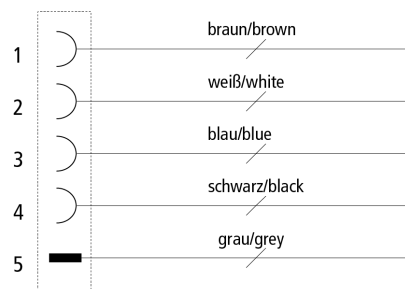 braun/brown
1
weiß/white
2
blau/blue
3
schwarz/black
4
grau/grey
5